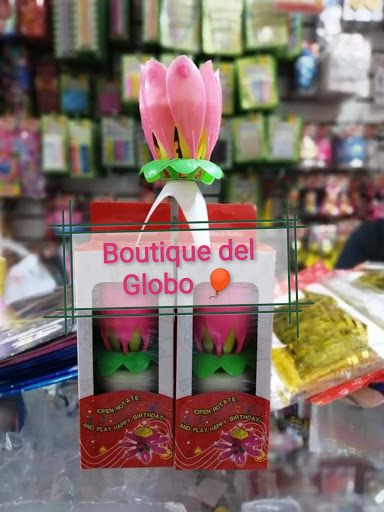 Boutique del
Globo 🎈
(OPEN·ROTATE,
AND PLAY·HAPPY BIRTHDAY)
(OPEN·ROTATE,
AND PLAY·HAPPY BIRTHDAY)